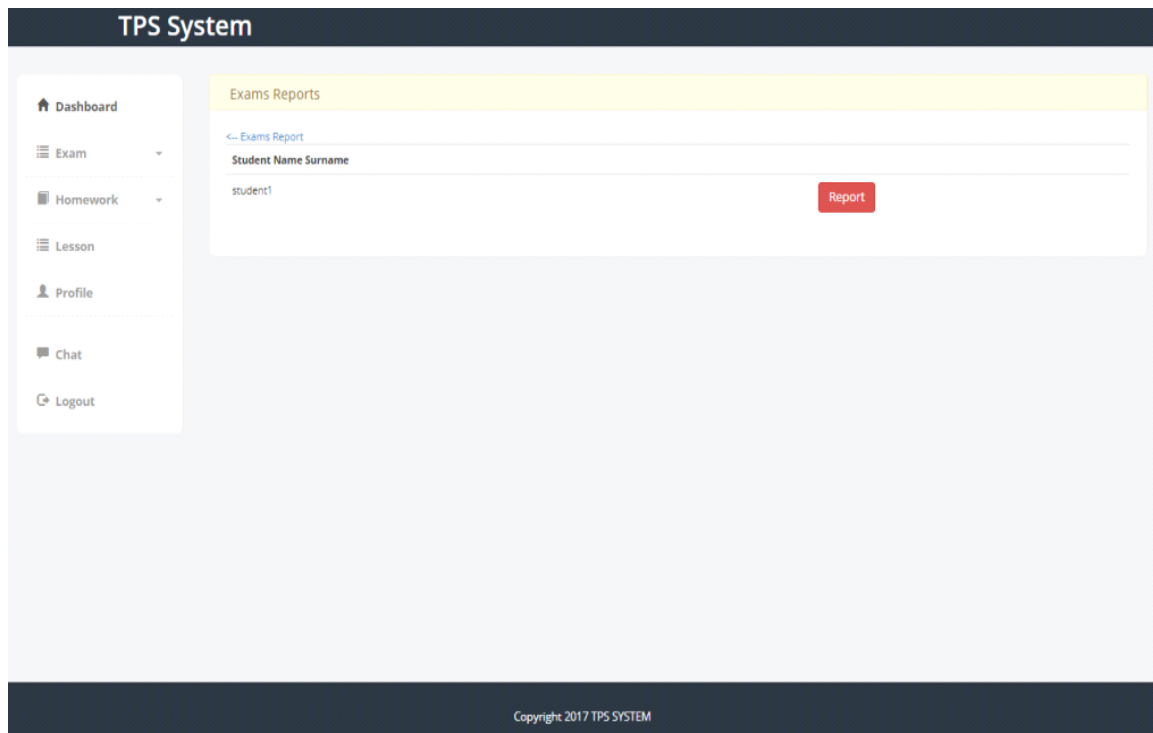 TPS System
Dashboard
Exam
Homework
Lesson
Profile
Chat
Logout
Exams Reports
<-- Exams Report
Student Name Surname
student1
Report
Copyright 2017 TPS SYSTEM